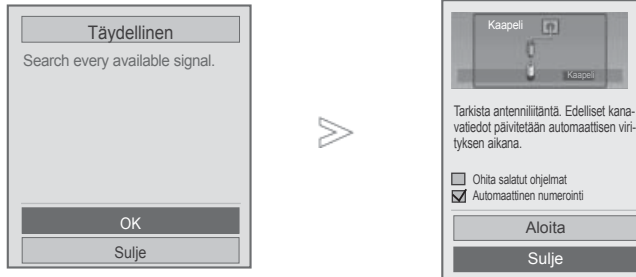 Täydellinen
Search every available signal.
OK
Sulje
Kaapeli
Kaapeli
Tarkista antenniliitäntä. Edelliset kana-
vatiedot päivitetään automaattisen viri-
tyksen aikana.
Ohita salatut ohjelmat
Automaattinen numerointi
Aloita
Sulje